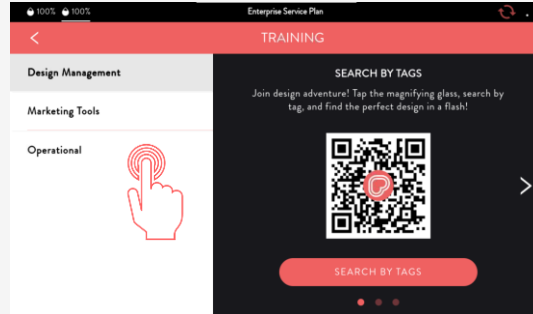 100% 100% Enterprise Service Plan
TRAINING
Design Management
Marketing Tools
Operational
SEARCH BY TAGS
Join design adventure! Tap the magnifying glass, search by
tag, and find the perfect design in a flash!
SEARCH BY TAGS